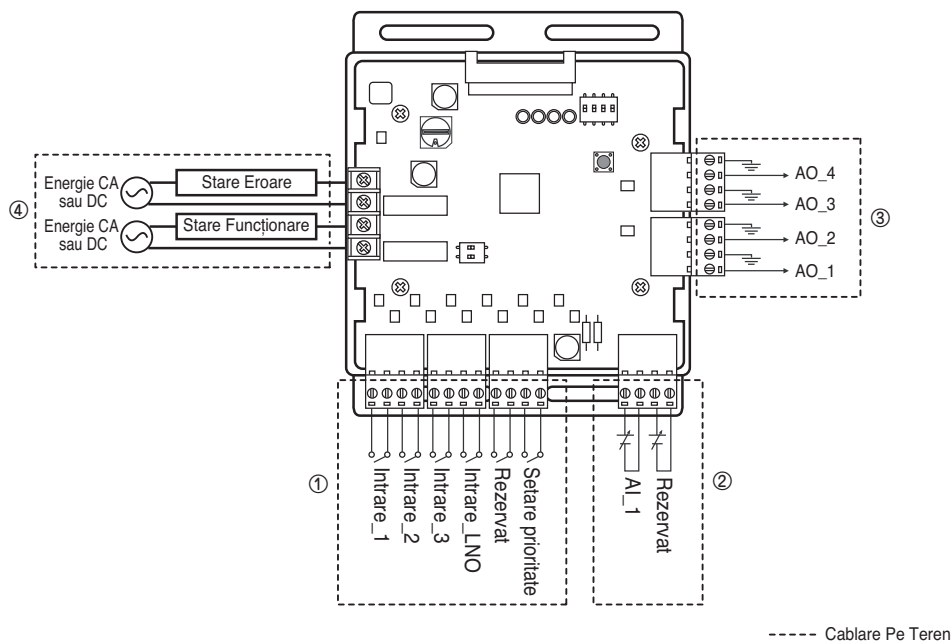 Energie CA
sau DC
Stare Eroare
Energie CA
sau DC
Stare Funcționare
④
AO_4
AO_3
AO_2
AO_1
③
①
Intrare_1
Intrare_2
Intrare_3
Intrare_LNO
Rezervat
Setare prioritate
AI_1
Rezervat
②
Cablare Pe Teren